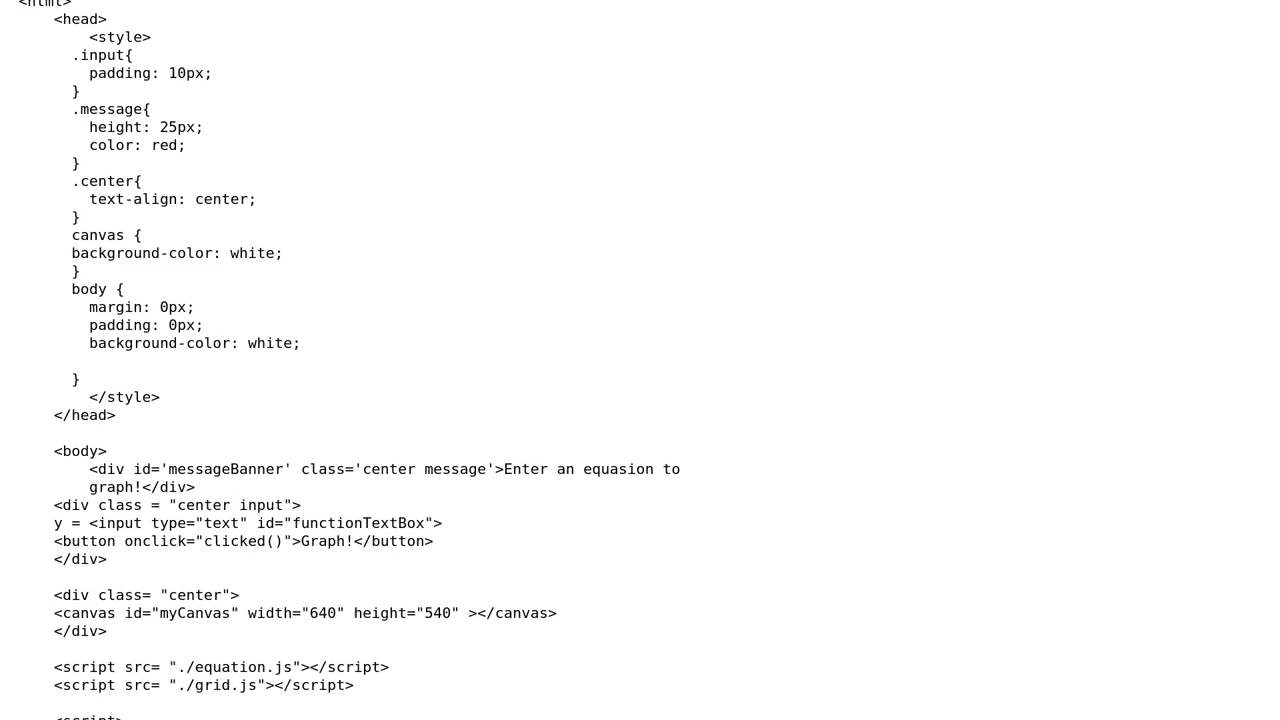 <html>
<head>
<style>
.input{
padding: 10px;
}
.message{
height: 25px;
color: red;
}
.center{
text-align: center;
}
canvas {
background-color: white;
}
body {
margin: 0px;
padding: 0px;
background-color: white;
}
</style>
</head>
<body>
<div id='messageBanner' class='center message'>Enter an equasion to
graph!</div>
<div class = "center input">
y = <input type="text" id="functionTextBox">
<button onclick="clicked()">Graph!</button>
</div>
<div class= "center">
<canvas id="myCanvas" width="640" height="540" ></canvas>
</div>
<script src= "./equation.js"></script>
<script src= "./grid.js"></script>
<script>